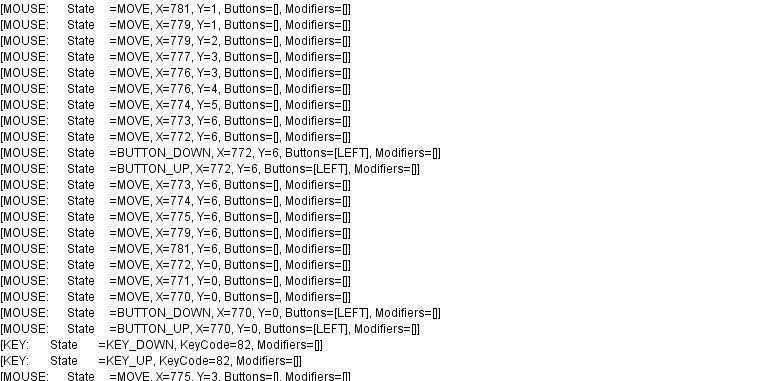 [MOUSE: State =MOVE, X=781, Y=1, Buttons=[], Modifiers=[]]
[MOUSE: State =MOVE, X=779, Y=1, Buttons=[], Modifiers=[]]
[MOUSE: State =MOVE, X=779, Y=2, Buttons=[], Modifiers=[]]
[MOUSE: State =MOVE, X=777, Y=3, Buttons=[], Modifiers=[]]
[MOUSE: State =MOVE, X=776, Y=3, Buttons=[], Modifiers=[]]
[MOUSE: State =MOVE, X=776, Y=4, Buttons=[], Modifiers=[]]
[MOUSE: State =MOVE, X=774, Y=5, Buttons=[], Modifiers=[]]
[MOUSE: State =MOVE, X=773, Y=6, Buttons=[], Modifiers=[]]
[MOUSE: State =MOVE, X=772, Y=6, Buttons=[], Modifiers=[]]
[MOUSE: State =BUTTON_DOWN, X=772, Y=6, Buttons=[LEFT], Modifiers=[]]
[MOUSE: State =BUTTON_UP, X=772, Y=6, Buttons=[LEFT], Modifiers=[]]
[MOUSE: State =MOVE, X=773, Y=6, Buttons=[], Modifiers=[]]
[MOUSE: State =MOVE, X=774, Y=6, Buttons=[], Modifiers=[]]
[MOUSE: State =MOVE, X=775, Y=6, Buttons=[], Modifiers=[]]
[MOUSE: State =MOVE, X=779, Y=6, Buttons=[], Modifiers=[]]
[MOUSE: State =MOVE, X=781, Y=6, Buttons=[], Modifiers=[]]
[MOUSE: State =MOVE, X=772, Y=0, Buttons=[], Modifiers=[]]
[MOUSE: State =MOVE, X=771, Y=0, Buttons=[], Modifiers=[]]
[MOUSE: State =MOVE, X=770, Y=0, Buttons=[], Modifiers=[]]
[MOUSE: State =BUTTON_DOWN, X=770, Y=0, Buttons=[LEFT], Modifiers=[]]
[MOUSE: State =BUTTON_UP, X=770, Y=0, Buttons=[LEFT], Modifiers=[]]
[KEY: State =KEY_DOWN, KeyCode=82, Modifiers=[]]
[KEY: State =KEY_UP, KeyCode=82, Modifiers=[]]
[MOUSE: State =MOVE, X=775, Y=3, Buttons=[], Modifiers=[]]